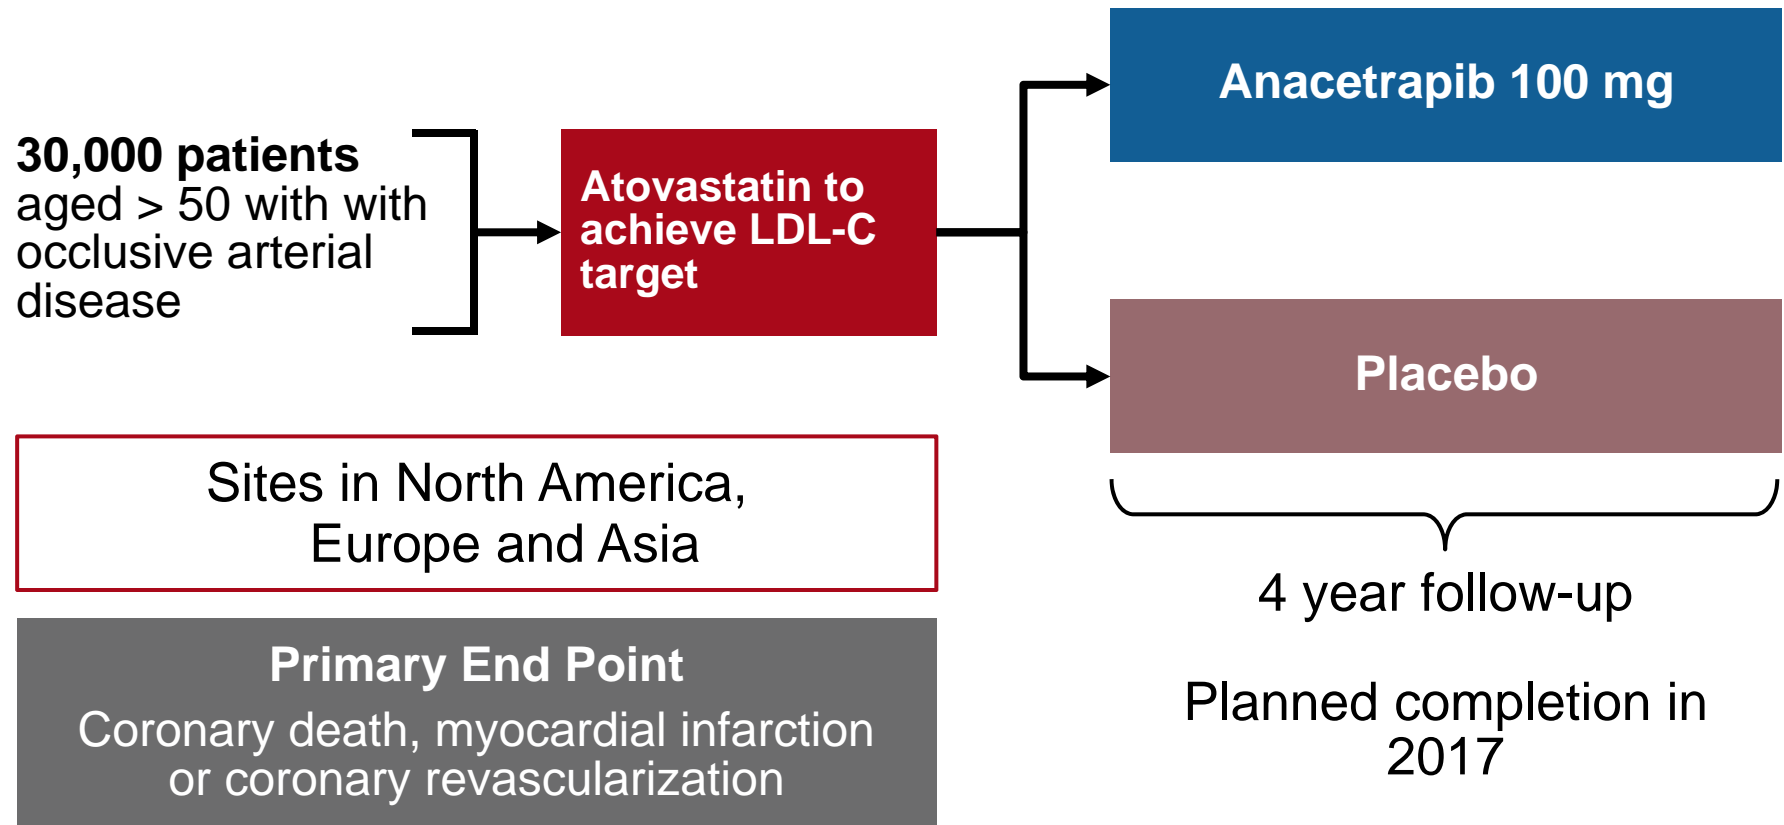 30,000 patients
aged > 50 with with
occlusive arterial
disease
Atovastatin to
achieve LDL-C
target
Anacetrapib 100 mg
Placebo
Sites in North America,
Europe and Asia
Primary End Point
Coronary death, myocardial infarction
or coronary revascularization
4 year follow-up
Planned completion in
2017